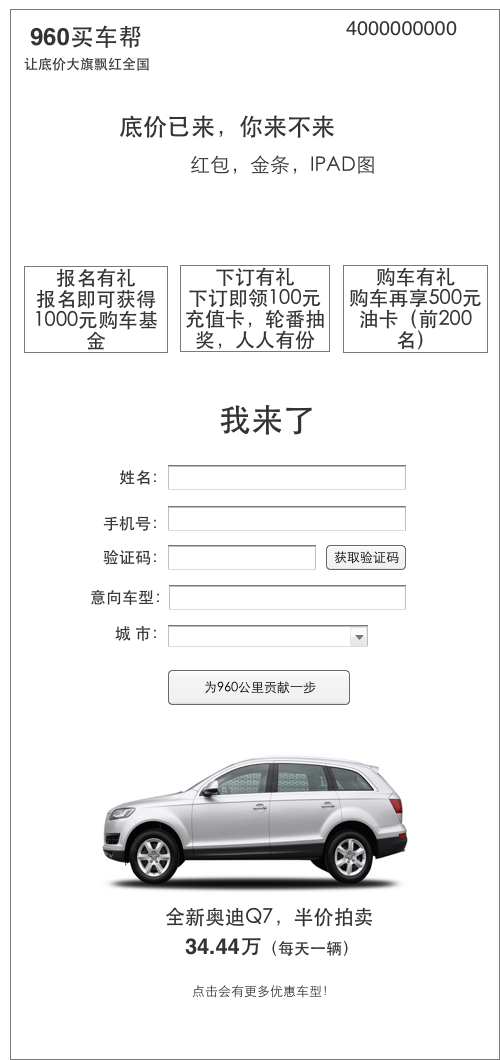 960买车帮
4000000000
让底价大旗飘红全国
底价已来，你来不来
红包，金条，IPAD图
报名有礼
报名即可获得
1000元购车基
金
下订有礼
下订即领100元
充值卡，轮番抽
奖，人人有份
购车有礼
购车再享500元
油卡（前200
名）
我来了
姓名：
手机号：
验证码：
获取验证码
意向车型：
城 市：
为960公里贡献一步
全新奥迪Q7，半价拍卖
34.44万（每天一辆）
点击会有更多优惠车型！